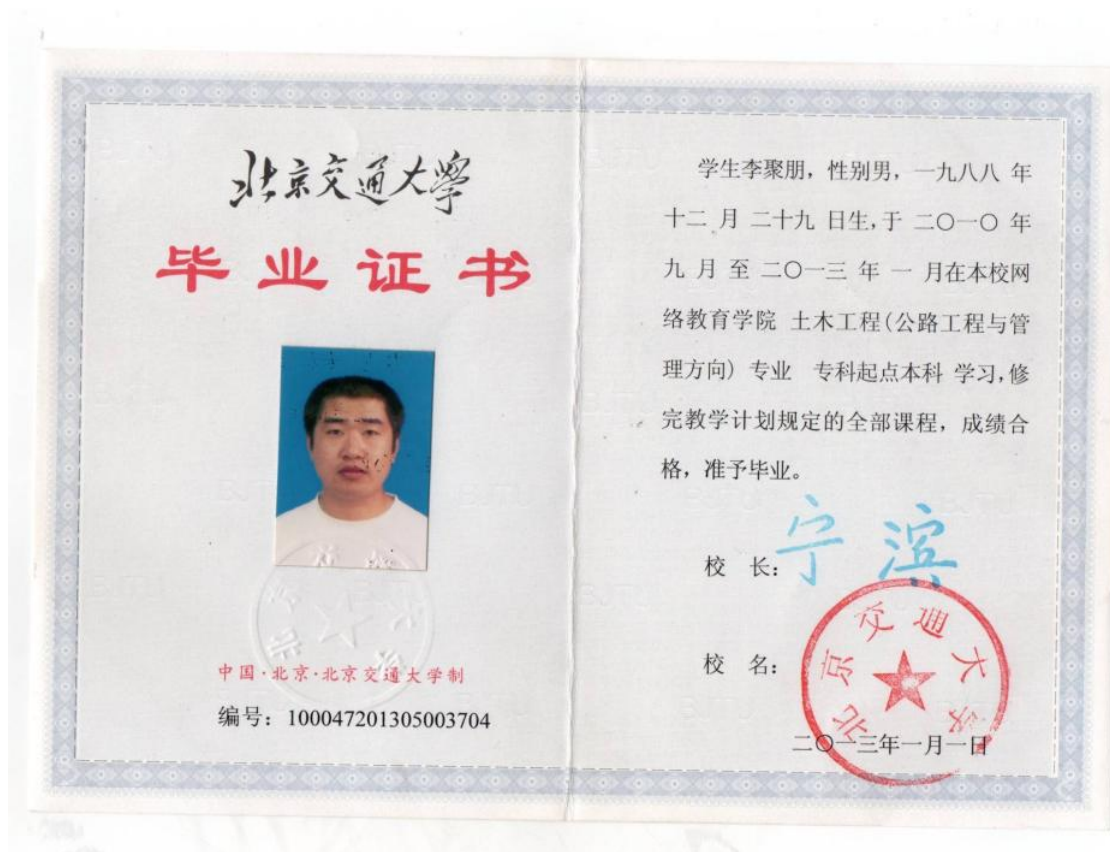 北京交通大學
毕业证书
中国·北京·北京交通大学制
编号：100047201305003704
学生李聚朋，性别男，一九八八 年
十二 月 二十九 日生,于 二〇一〇 年
九 月 至 二〇一三 年 一 月在本校网
络教育学院 土木工程(公路工程与管
理方向) 专业 专科起点本科 学习,修
完教学计划规定的全部课程，成绩合
格，准予毕业。
校 长：宁滨
校 名：
北京交通大学
二〇一三年一月一日